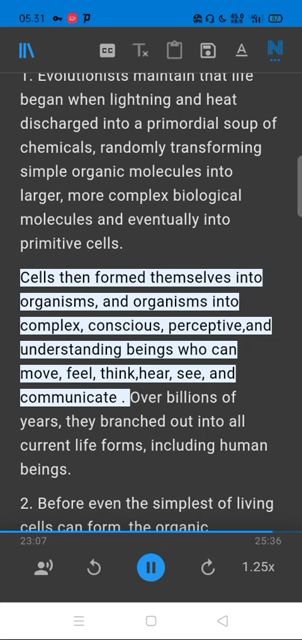 05.31
CC
1. Evolutionists maintain that life
began when lightning and heat
discharged into a primordial soup of
chemicals, randomly transforming
simple organic molecules into
larger, more complex biological
molecules and eventually into
primitive cells.
Cells then formed themselves into
organisms, and organisms into
complex, conscious, perceptive,and
understanding beings who can
move, feel, think,hear, see, and
communicate . Over billions of
years, they branched out into all
current life forms, including human
beings.
2. Before even the simplest of living
cells can form, the organic
23:07
25:36
1.25x